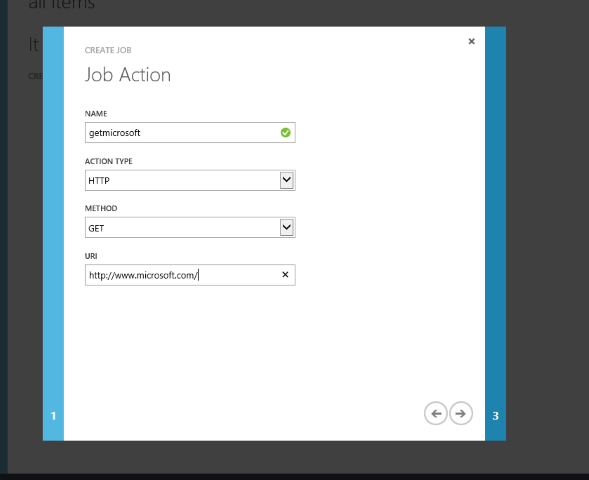 all items
It
CRE
CREATE JOB
Job Action
NAME
getmicrosoft
ACTION TYPE
HTTP
METHOD
GET
URI
http://www.microsoft.com/
1
3